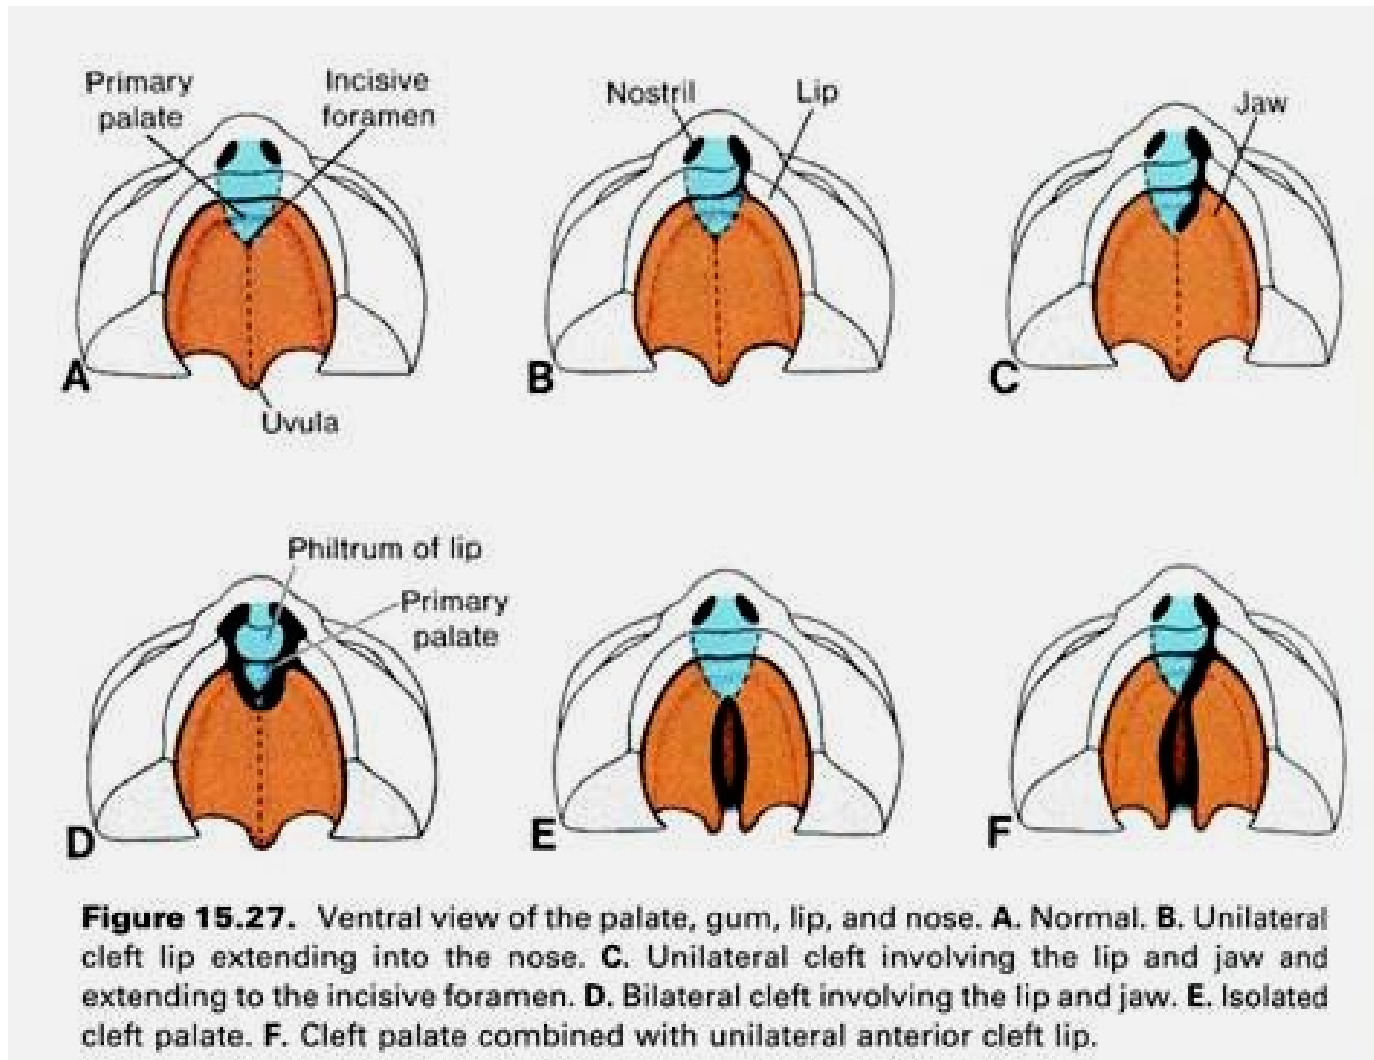 Primary
palate
Incisive
foramen
Nostril
Lip
Jaw
A
B
C
Uvula
Philtrum of lip
Primary
palate
D
E
F
Figure 15.27. Ventral view of the palate, gum, lip, and nose. A. Normal. B. Unilateral
cleft lip extending into the nose. C. Unilateral cleft involving the lip and jaw and
extending to the incisive foramen. D. Bilateral cleft involving the lip and jaw. E. Isolated
cleft palate. F. Cleft palate combined with unilateral anterior cleft lip.